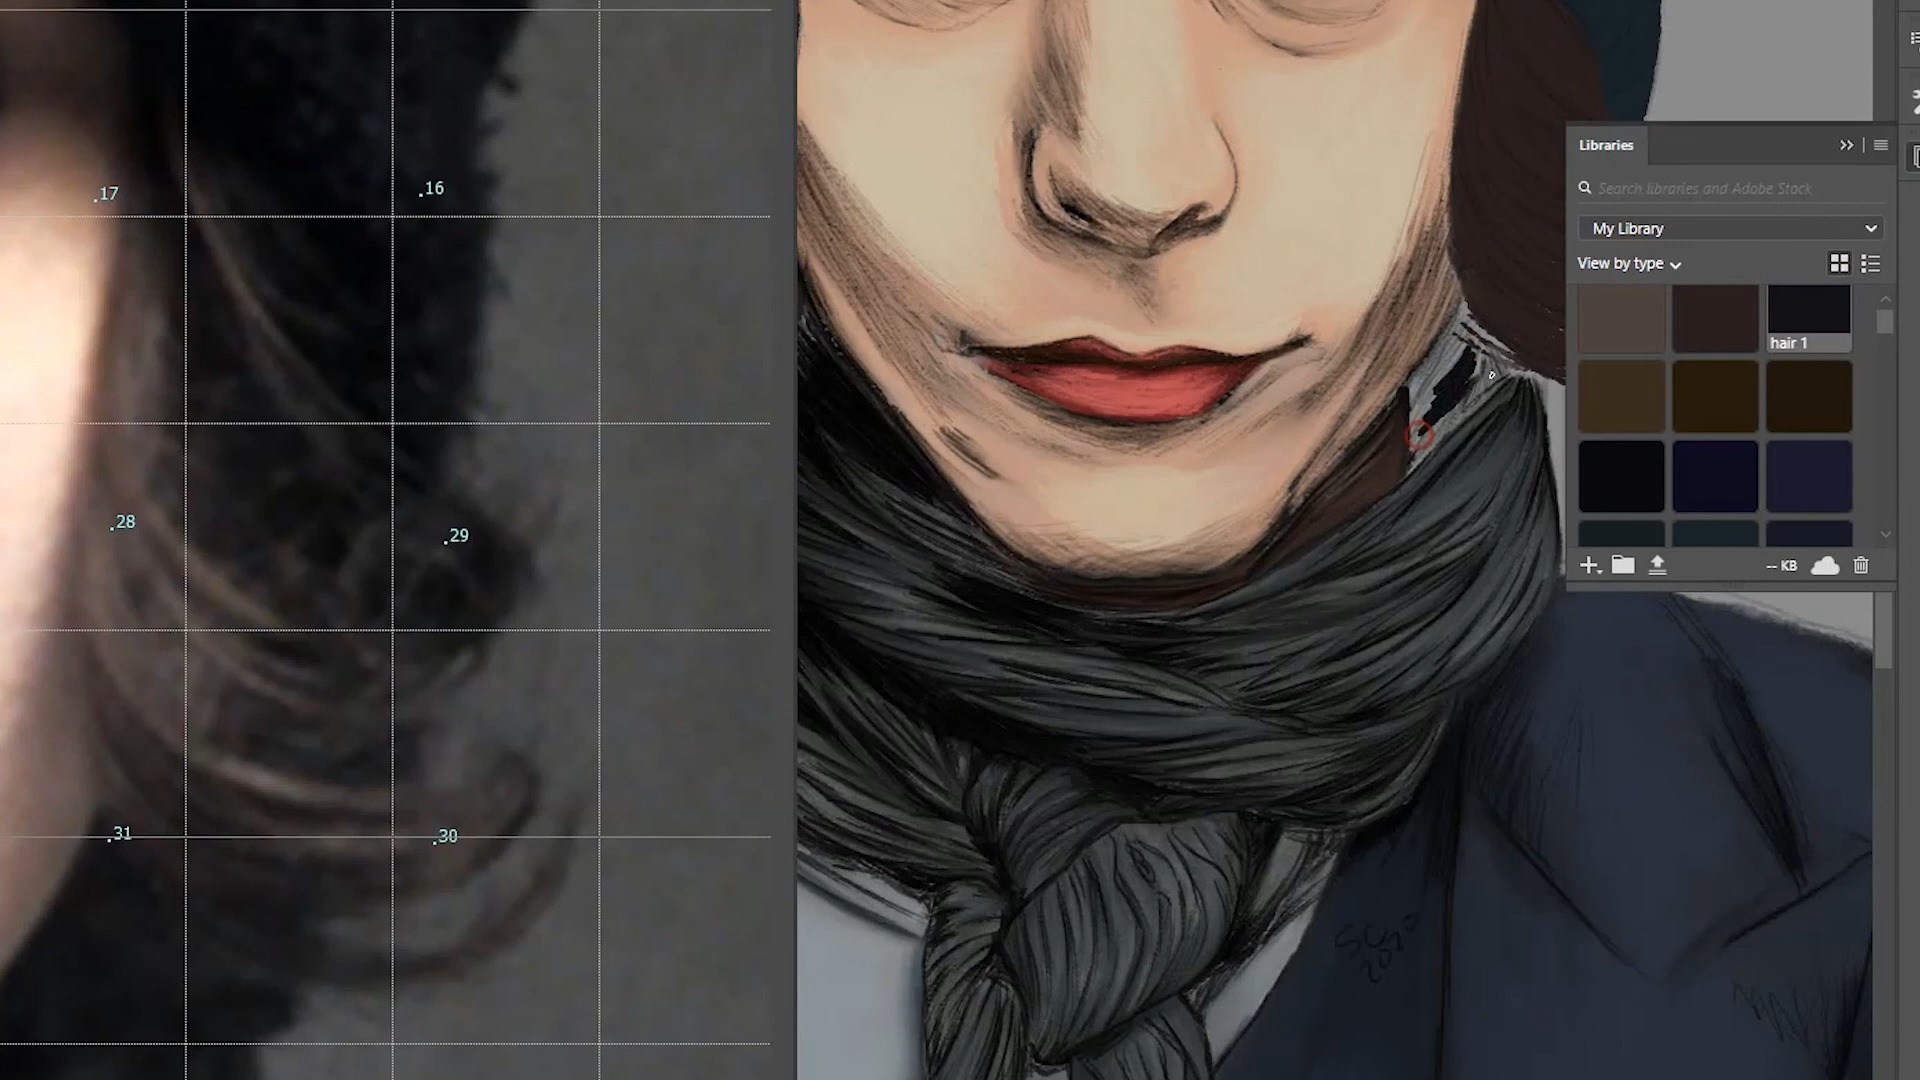 .17
.16
.28
.29
.31
.30
Libraries
Search libraries and Adobe Stock
My Library
View by type
hair 1
-- KB